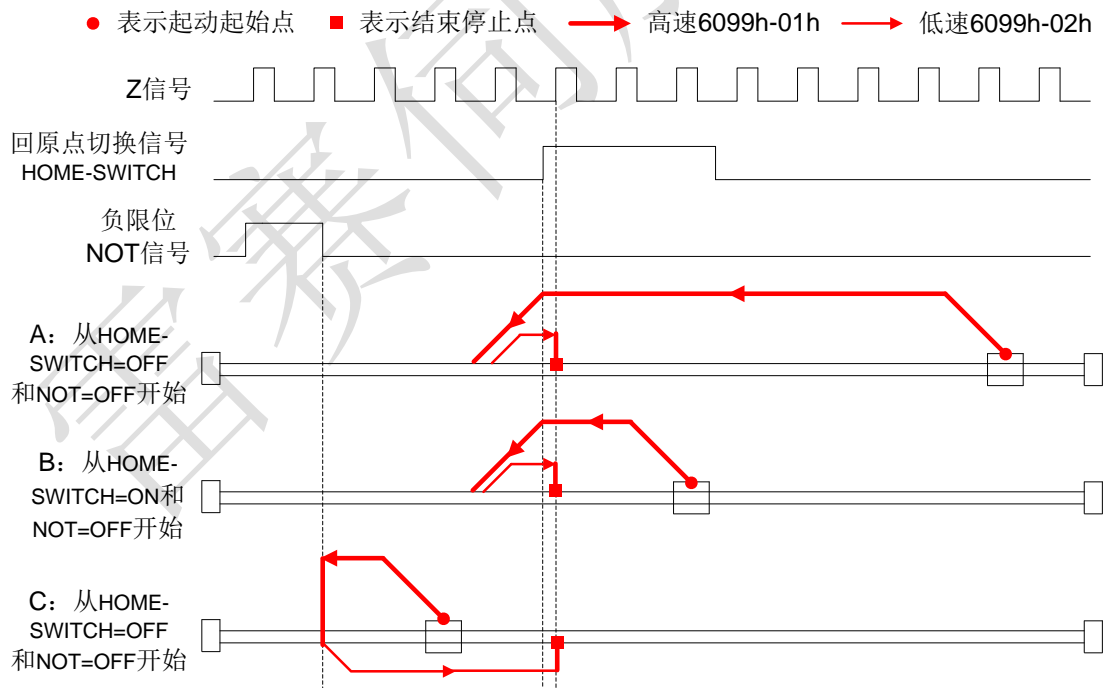 表示起动起始点 表示结束停止点 高速6099h-01h 低速6099h-02h
Z信号
回原点切换信号
HOME-SWITCH
负限位
NOT信号
A：从HOME-
SWITCH=OFF
和NOT=OFF开始
B：从HOME-
SWITCH=ON和
NOT=OFF开始
C：从HOME-
SWITCH=OFF
和NOT=OFF开始
雷赛伺